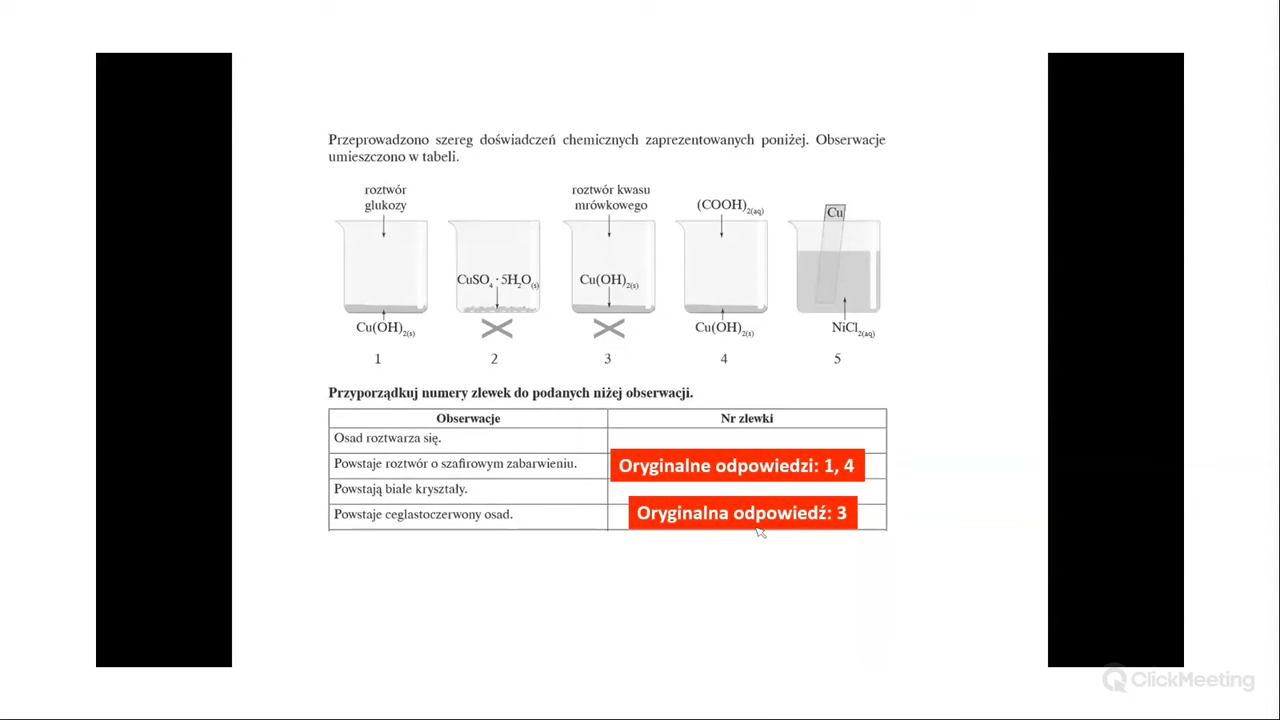 Przeprowadzono szereg doświadczeń chemicznych zaprezentowanych poniżej. Obserwacje
umieszczono w tabeli.
roztwór
glukozy
roztwór kwasu
mrówkowego
(COOH)2(aq)
Cu
CuSO4 · 5H2O(s)
Cu(OH)2(s)
Cu(OH)2(s)
Cu(OH)2(s)
NiCl2(aq)
1 2 3 4 5
Przyporządkuj numery zlewek do podanych niżej obserwacji.
Obserwacje Nr zlewki
Osad roztwarza się.
Powstaje roztwór o szafirowym zabarwieniu. Oryginalne odpowiedzi: 1, 4
Powstają białe kryształy.
Powstaje ceglastoczerwony osad. Oryginalna odpowiedź: 3
ClickMeeting